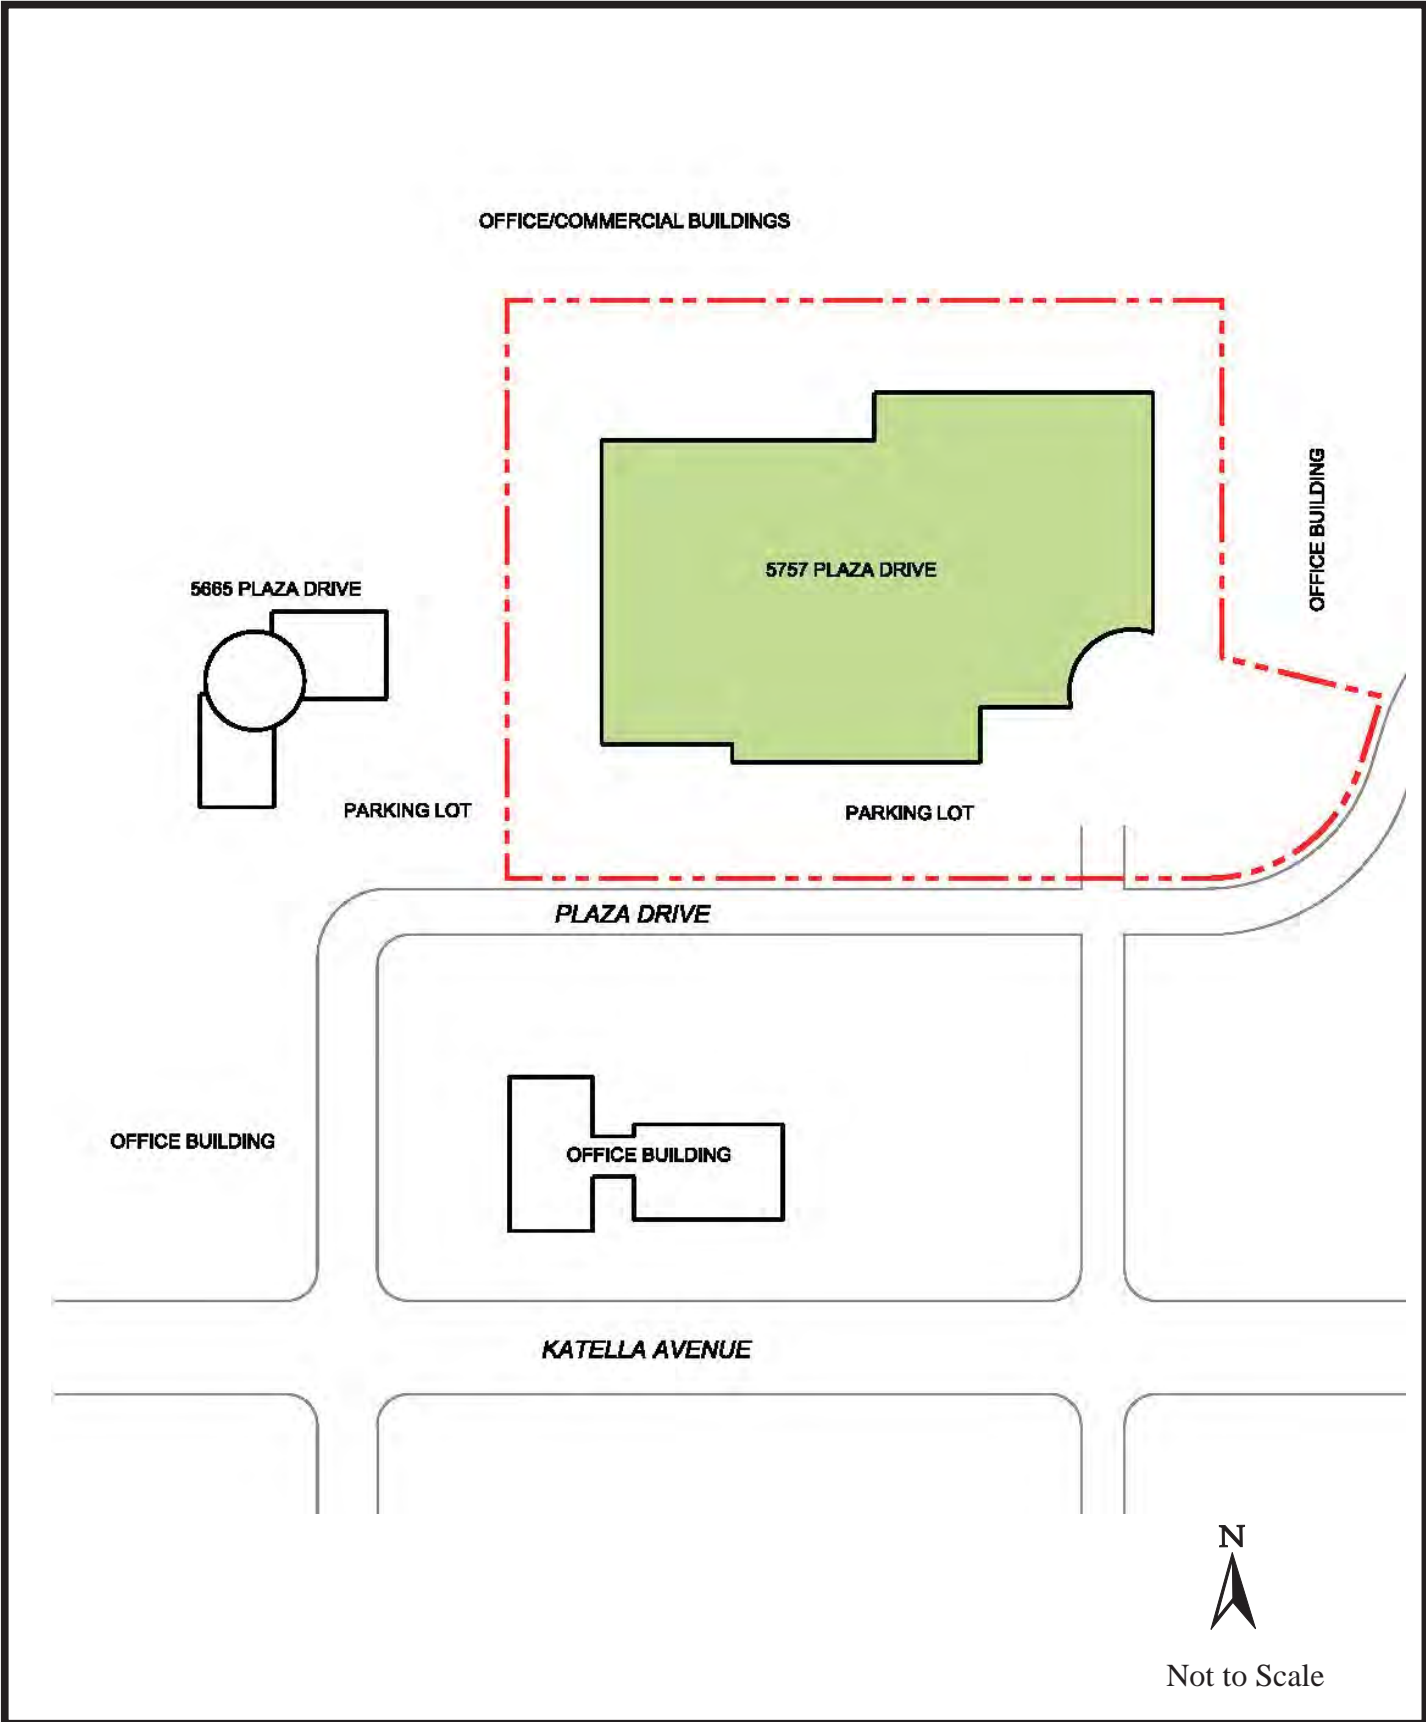 OFFICE/COMMERCIAL BUILDINGS
OFFICE BUILDING
5757 PLAZA DRIVE
5665 PLAZA DRIVE
PARKING LOT
PARKING LOT
PLAZA DRIVE
OFFICE BUILDING
OFFICE BUILDING
KATELLA AVENUE
N
Not to Scale